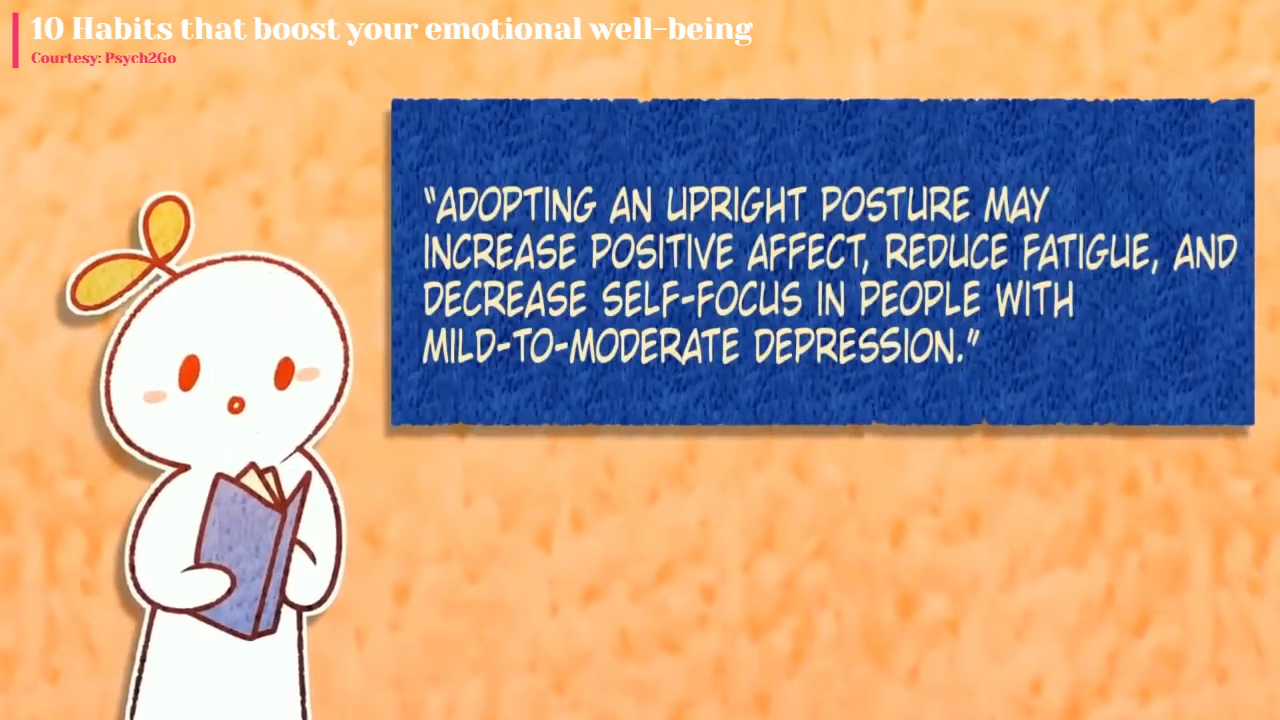 10 Habits that boost your emotional well-being
Courtesy: Psych2Go
“ADOPTING AN UPRIGHT POSTURE MAY
INCREASE POSITIVE AFFECT, REDUCE FATIGUE, AND
DECREASE SELF-FOCUS IN PEOPLE WITH
MILD-TO-MODERATE DEPRESSION.”